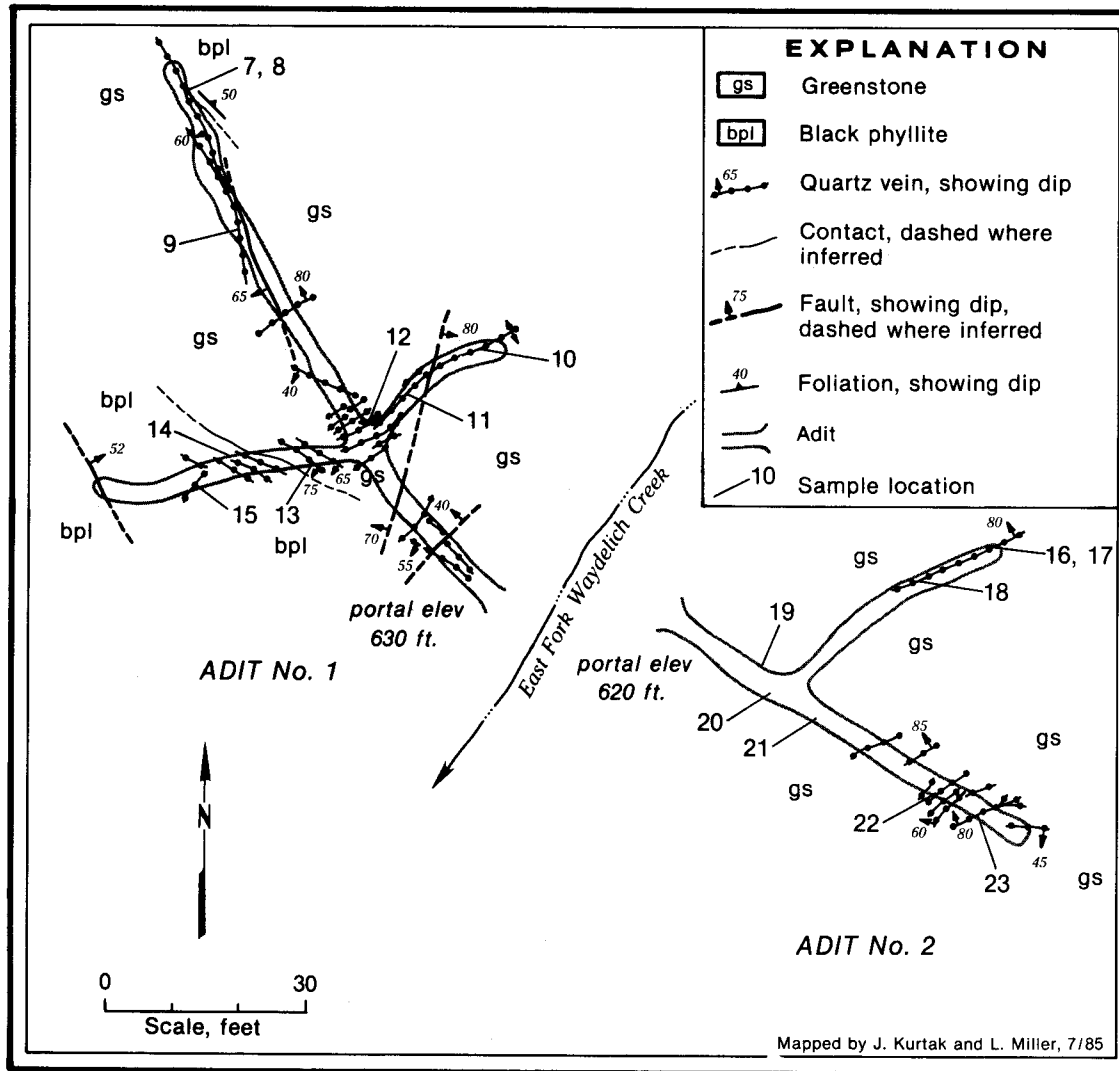 bpl
7, 8
gs
50
60
gs
9
80
65
gs
12
80
10
40
11
bpl
14
gs
52
65
gs
75
15
13
40
bpl
bpl
70
55
portal elev
630 ft.
ADIT No. 1
East Fork Waydelich Creek
N
0 30
Scale, feet
EXPLANATION
gs Greenstone
bpl Black phyllite
65 Quartz vein, showing dip
Contact, dashed where
inferred
75 Fault, showing dip,
dashed where inferred
40 Foliation, showing dip
Adit
10 Sample location
80
gs
16, 17
18
19
gs
portal elev
620 ft.
20
21
85
gs
gs
22
60
80
23
45
gs
ADIT No. 2
Mapped by J. Kurtak and L. Miller, 7/85